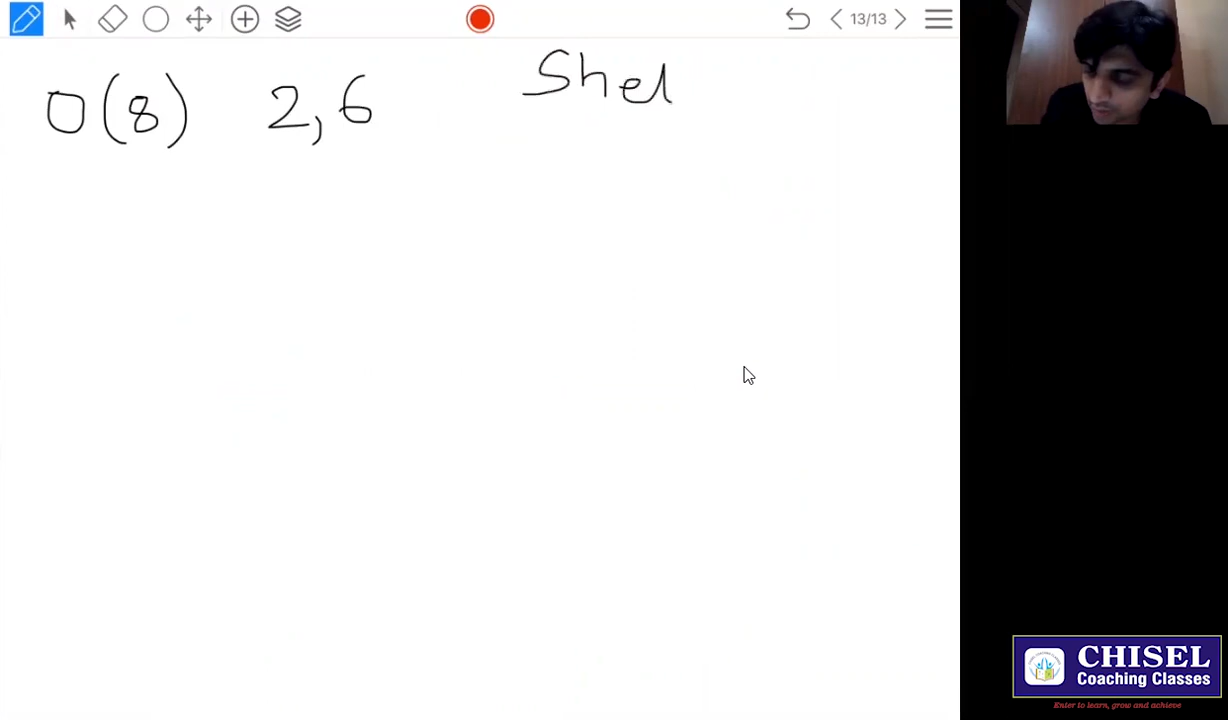 13/13
O(8) 2,6 Shel
CHISEL
Coaching Classes
Enter to learn, grow and achieve